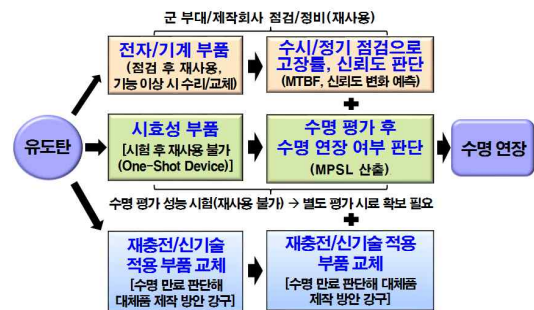 군 부대/제작회사 점검/정비(재사용)
전자/기계 부품
(점검 후 재사용,
기능 이상 시 수리/교체)
수시/정기 점검으로
고장률, 신뢰도 판단
(MTBF, 신뢰도 변화 예측)
+
유도탄
시효성 부품
[시험 후 재사용 불가
(One-Shot Device)]
수명 평가 후
수명 연장 여부 판단
(MPSL 산출)
수명 연장
수명 평가 성능 시험(재사용 불가) → 별도 평가 시료 확보 필요
+
재충전/신기술
적용 부품 교체
[수명 만료 판단해
대체품 제작 방안 강구]
재충전/신기술 적용
부품 교체
[수명 만료 판단해 대체품
제작 방안 강구]